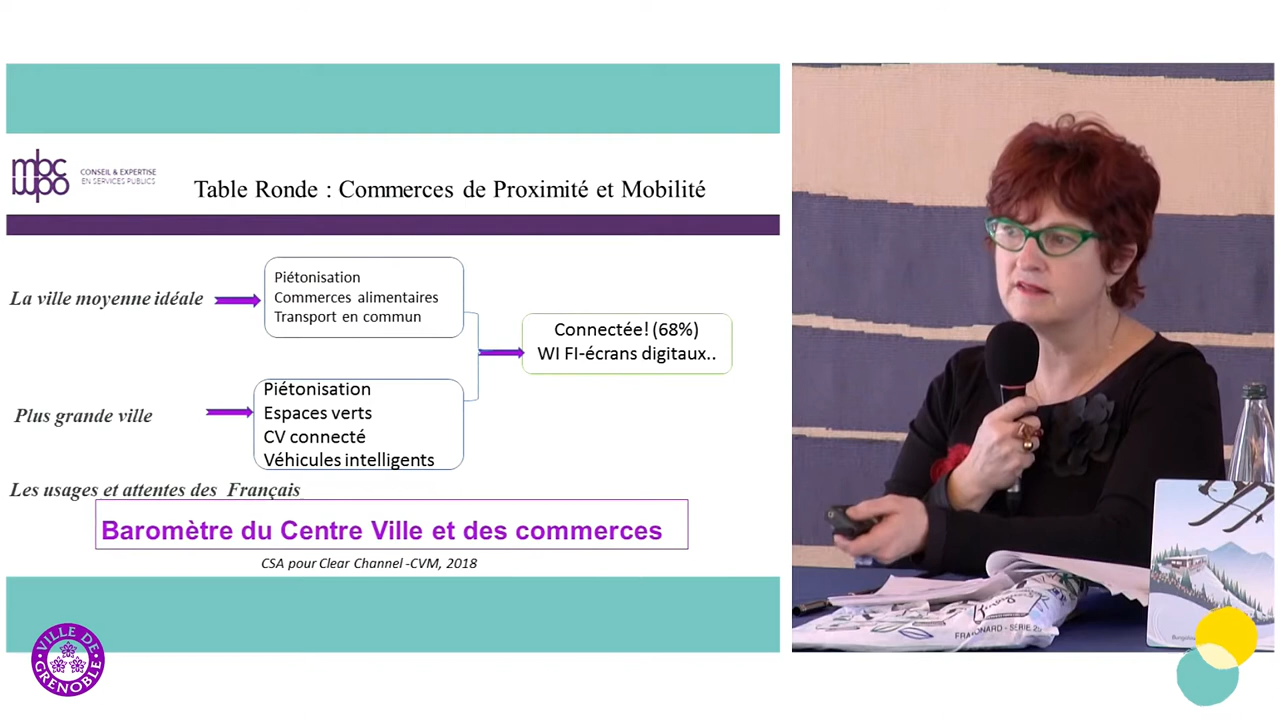 mbc
wpo
CONSEIL & EXPERTISE
EN SERVICES PUBLICS
Table Ronde : Commerces de Proximité et Mobilité
La ville moyenne idéale
Piétonisation
Commerces alimentaires
Transport en commun
Connectée! (68%)
WI FI-écrans digitaux..
Plus grande ville
Piétonisation
Espaces verts
CV connecté
Véhicules intelligents
Les usages et attentes des Français
Baromètre du Centre Ville et des commerces
CSA pour Clear Channel -CVM, 2018
VILLE DE
GRENOBLE